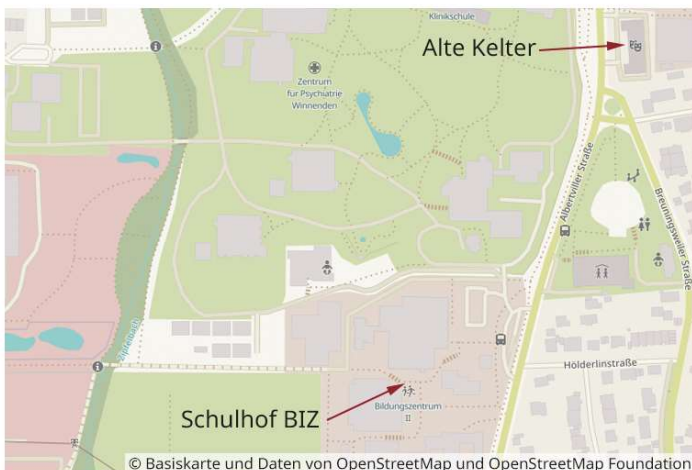 Klinikschule
Alte Kelter
Zentrum
für Psychiatrie
Winnenden
Albertviller Straße
Breuningsweiler Straße
Zipfelbach
Hölderlinstraße
Schulhof BIZ
Bildungszentrum
II
© Basiskarte und Daten von OpenStreetMap und OpenStreetMap Foundation